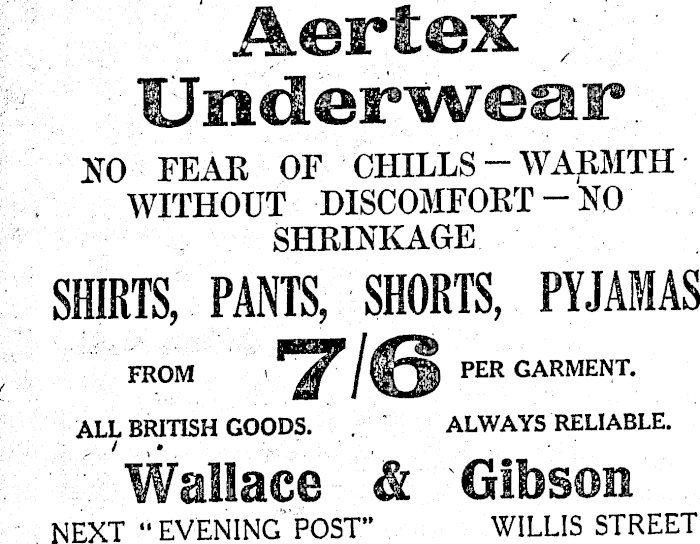 Aertex
Underwear
NO FEAR OF CHILLS — WARMTH
WITHOUT DISCOMFORT — NO
SHRINKAGE
SHIRTS, PANTS, SHORTS, PYJAMAS
FROM 7/6 PER GARMENT.
ALL BRITISH GOODS. ALWAYS RELIABLE.
Wallace & Gibson
NEXT "EVENING POST" WILLIS STREET